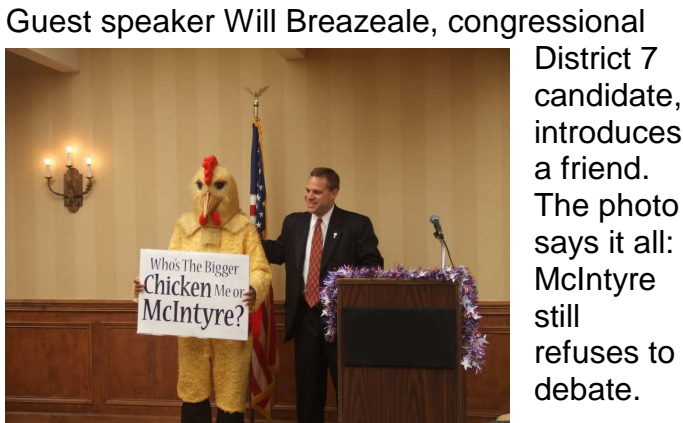 Guest speaker Will Breazeale, congressional
District 7
candidate,
introduces
a friend.
The photo
says it all:
McIntyre
still
refuses to
debate.
Who's The Bigger
Chicken Me or
McIntyre?